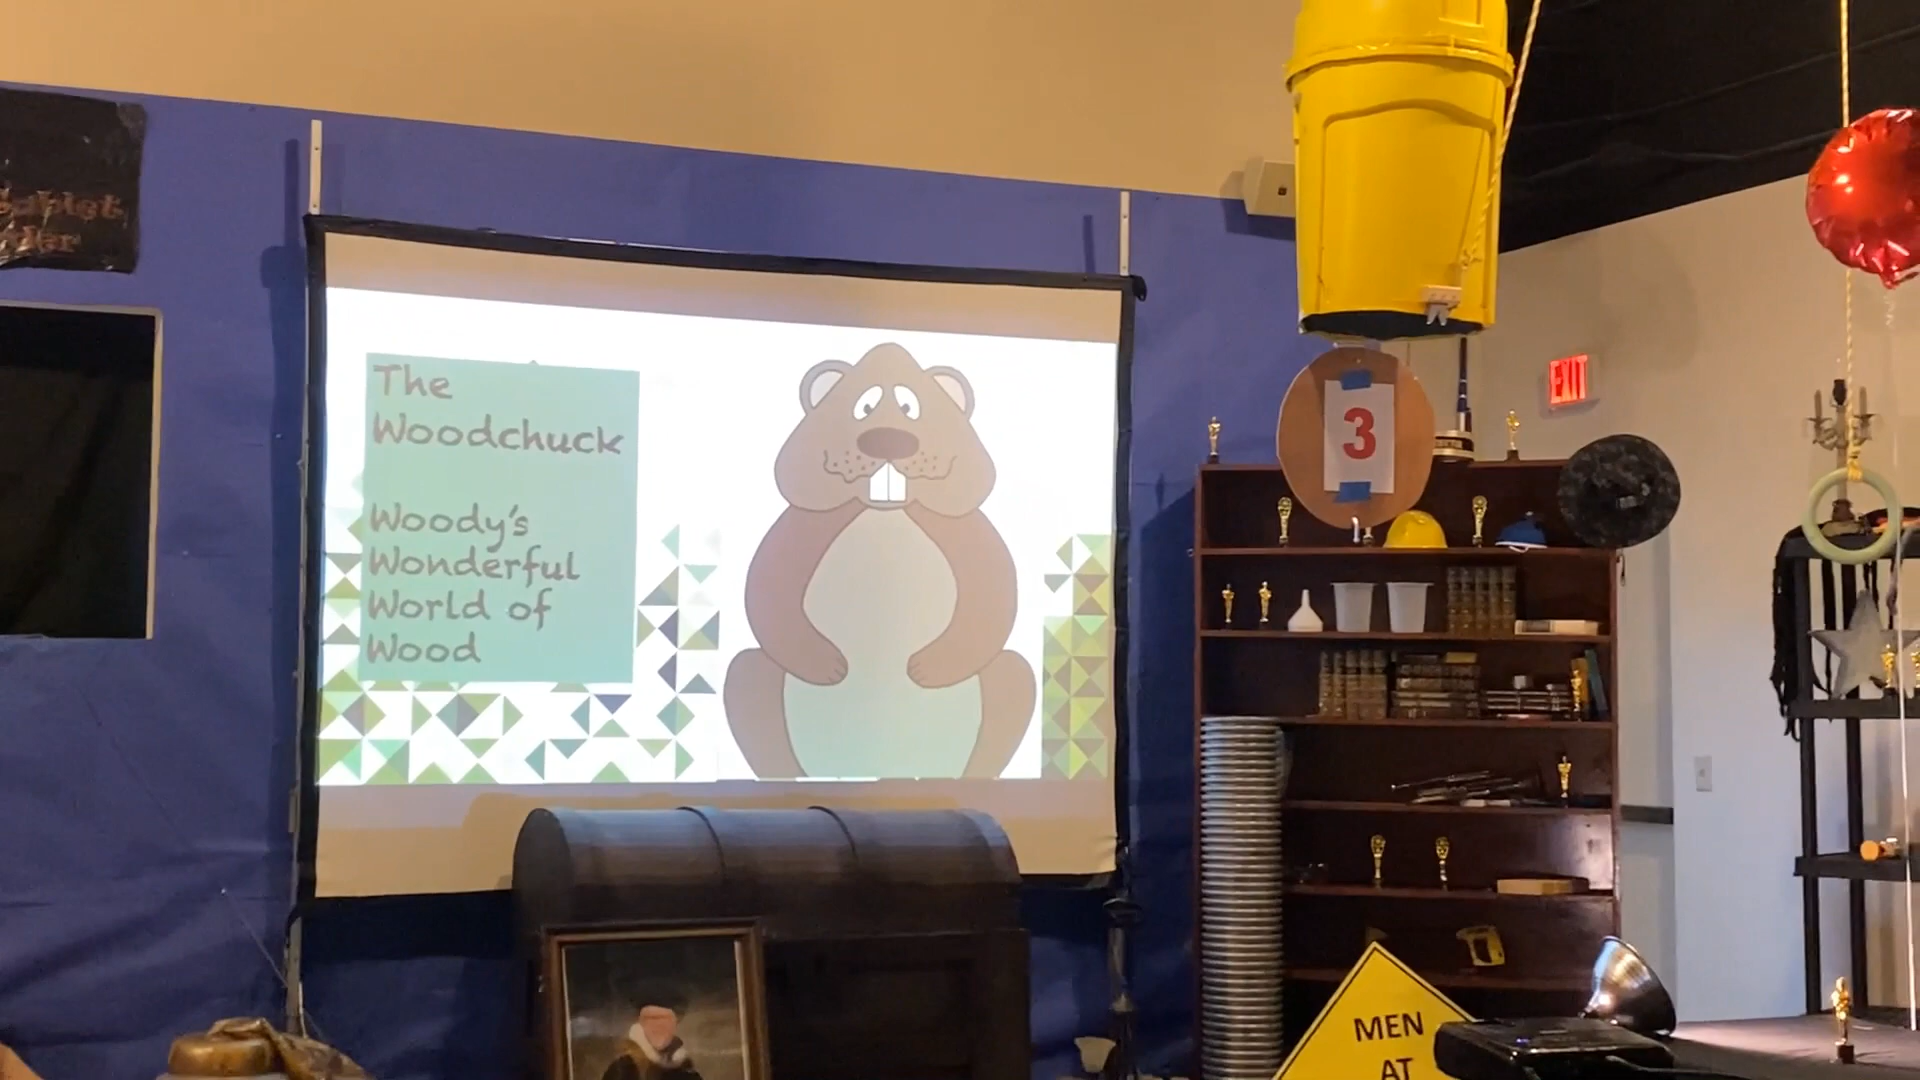 The
Woodchuck
Woody's
Wonderful
World of
Wood
3
EXIT
MEN
AT